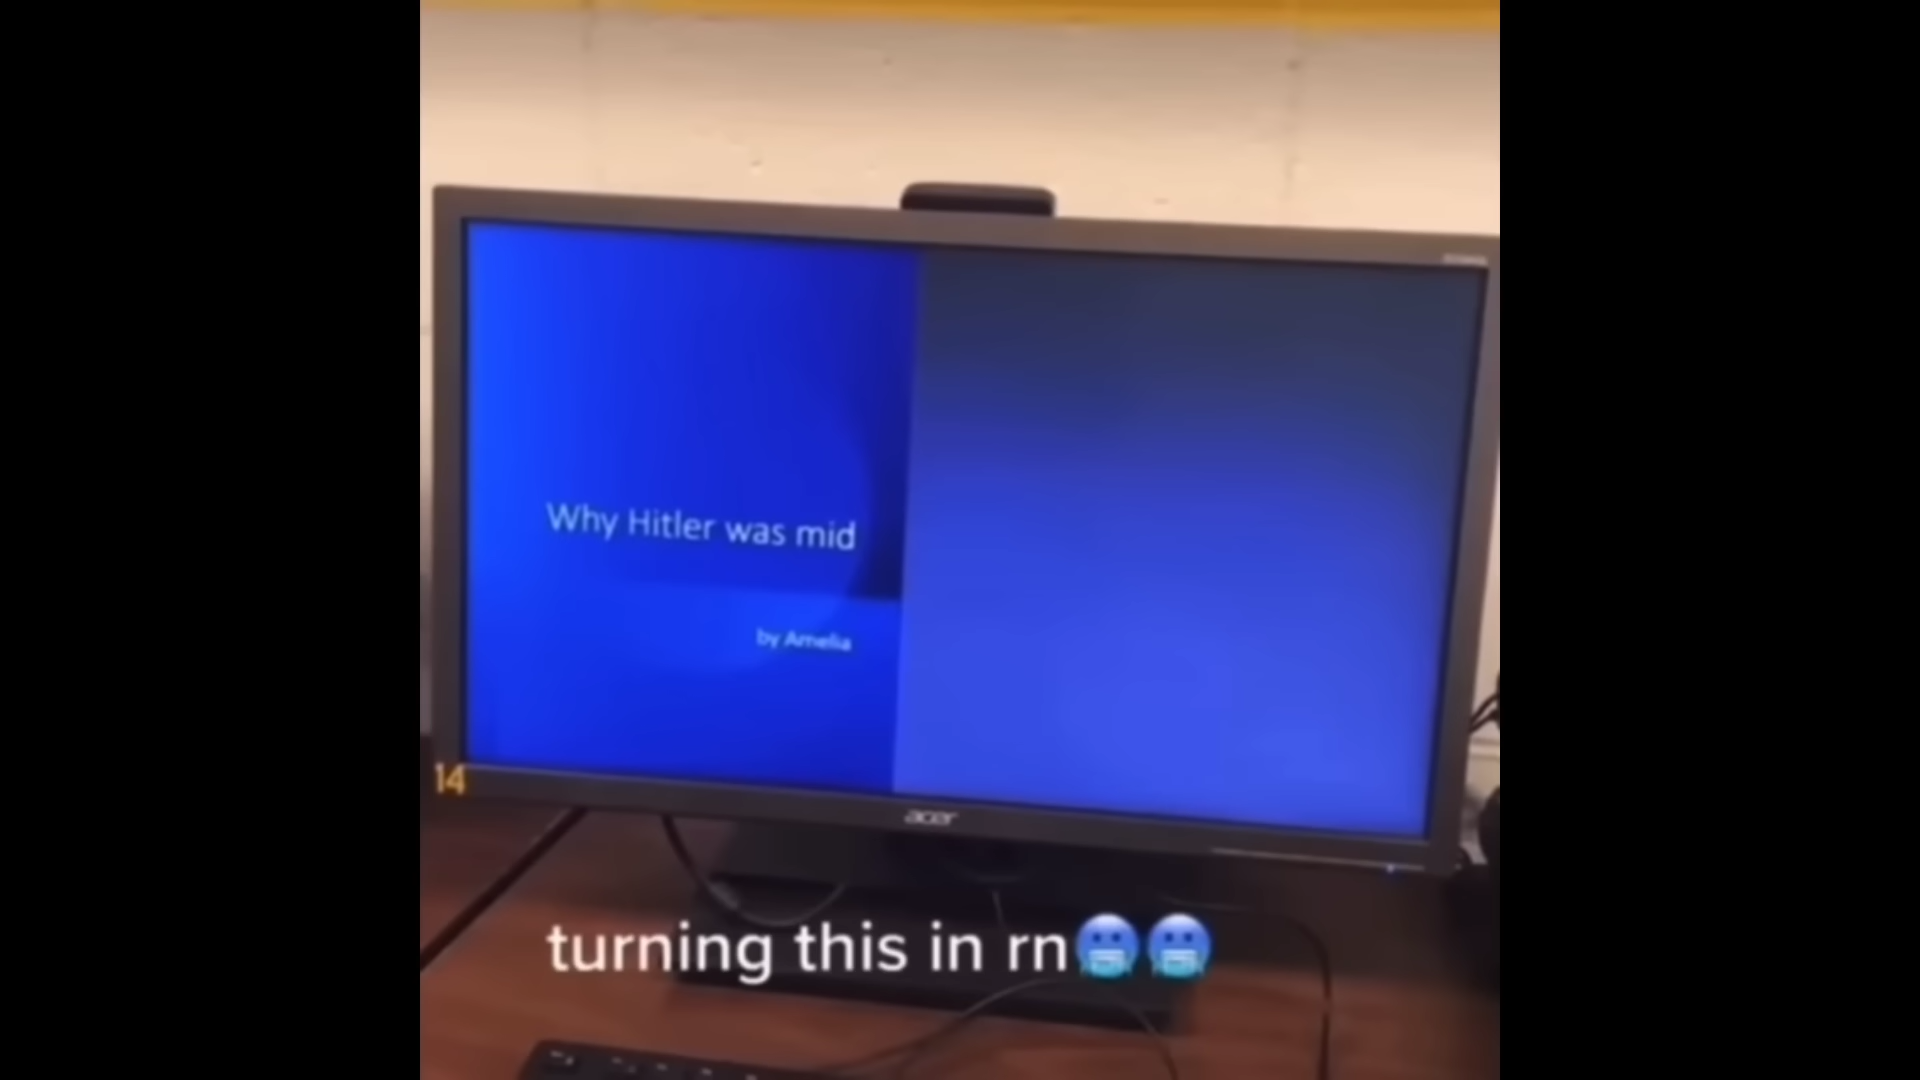 Why Hitler was mid
by Amelia
14
acer
turning this in rn🥶🥶